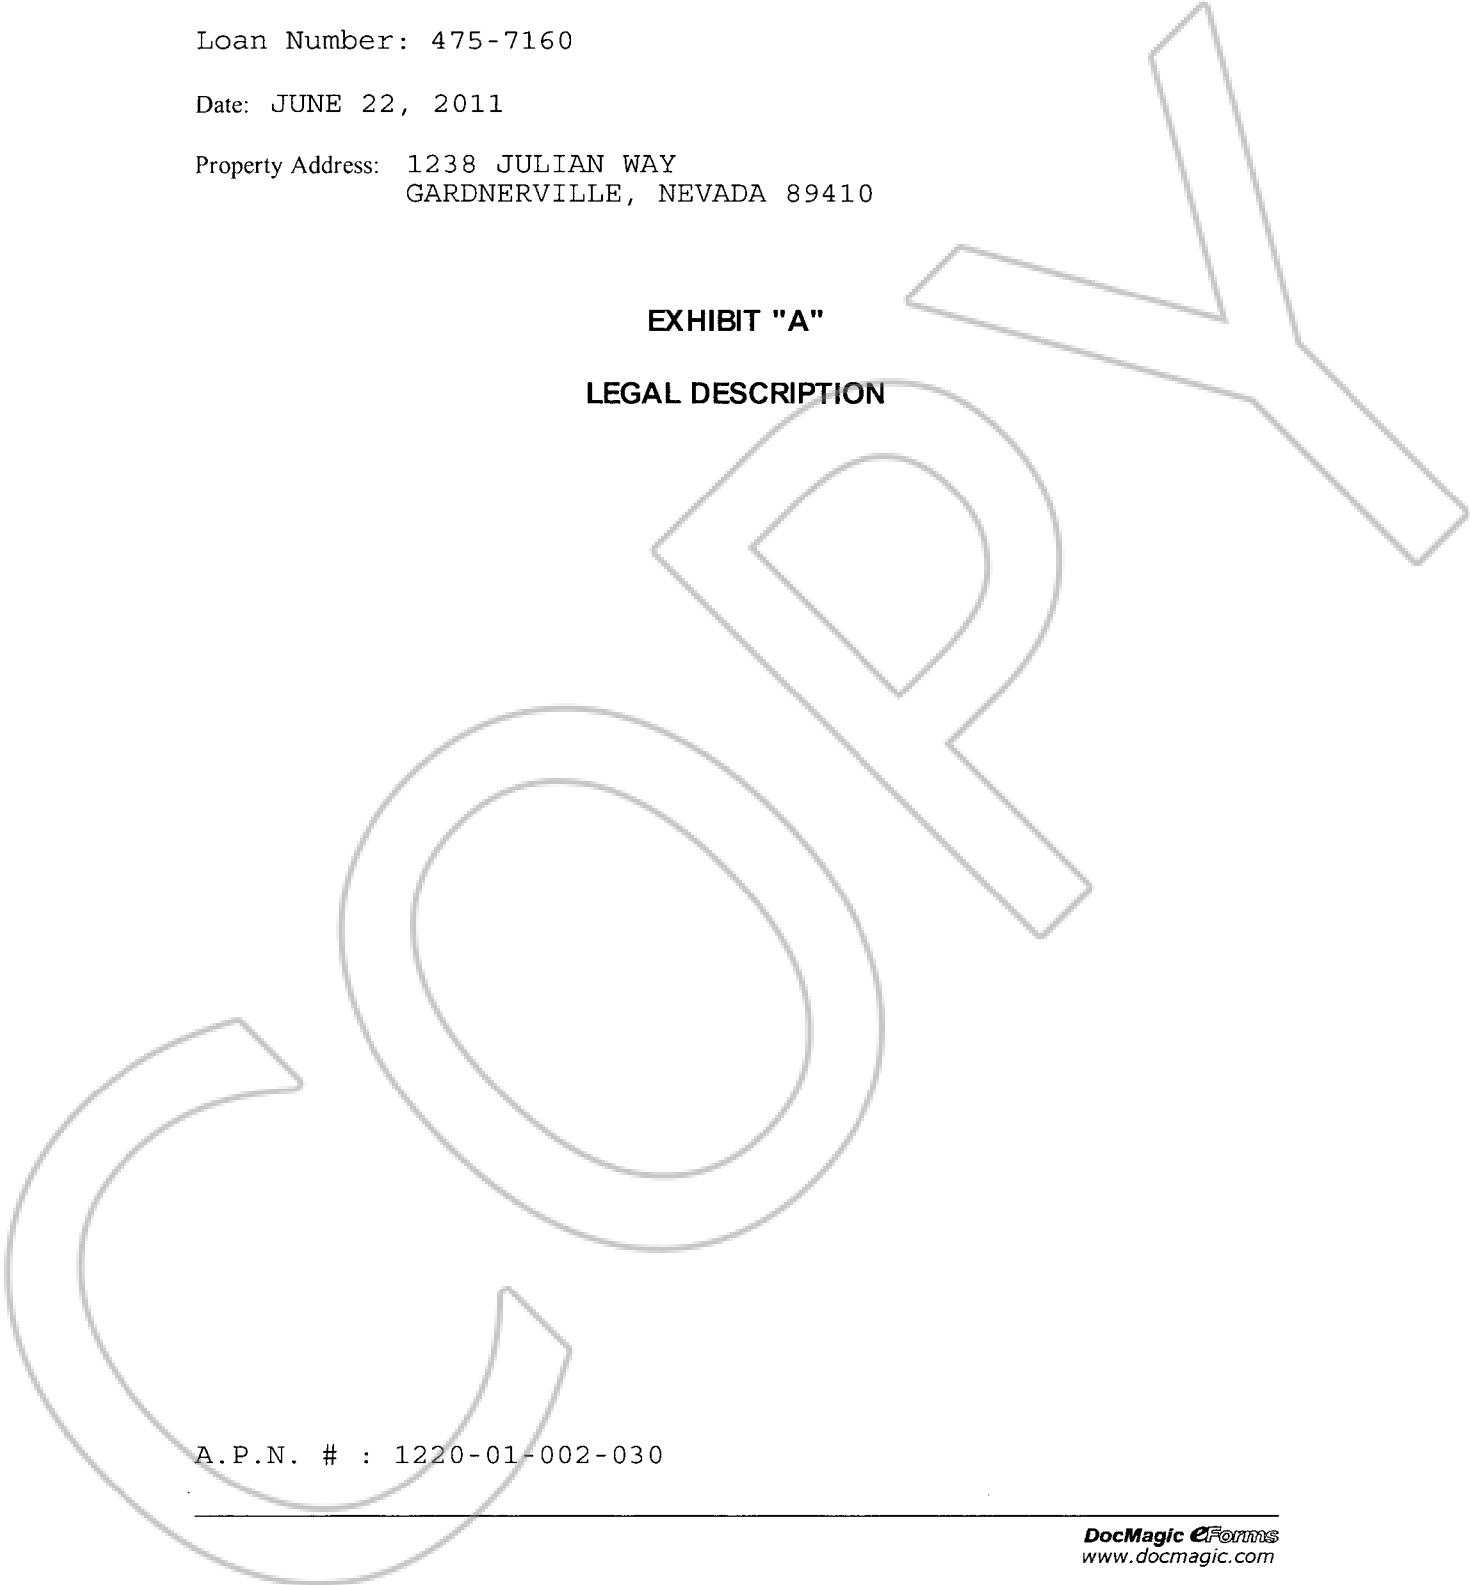 Loan Number: 475-7160
Date: JUNE 22, 2011
Property Address: 1238 JULIAN WAY
GARDNERVILLE, NEVADA 89410
EXHIBIT "A"
LEGAL DESCRIPTION
COPY
A.P.N. # : 1220-01-002-030
DocMagic eForms
www.docmagic.com